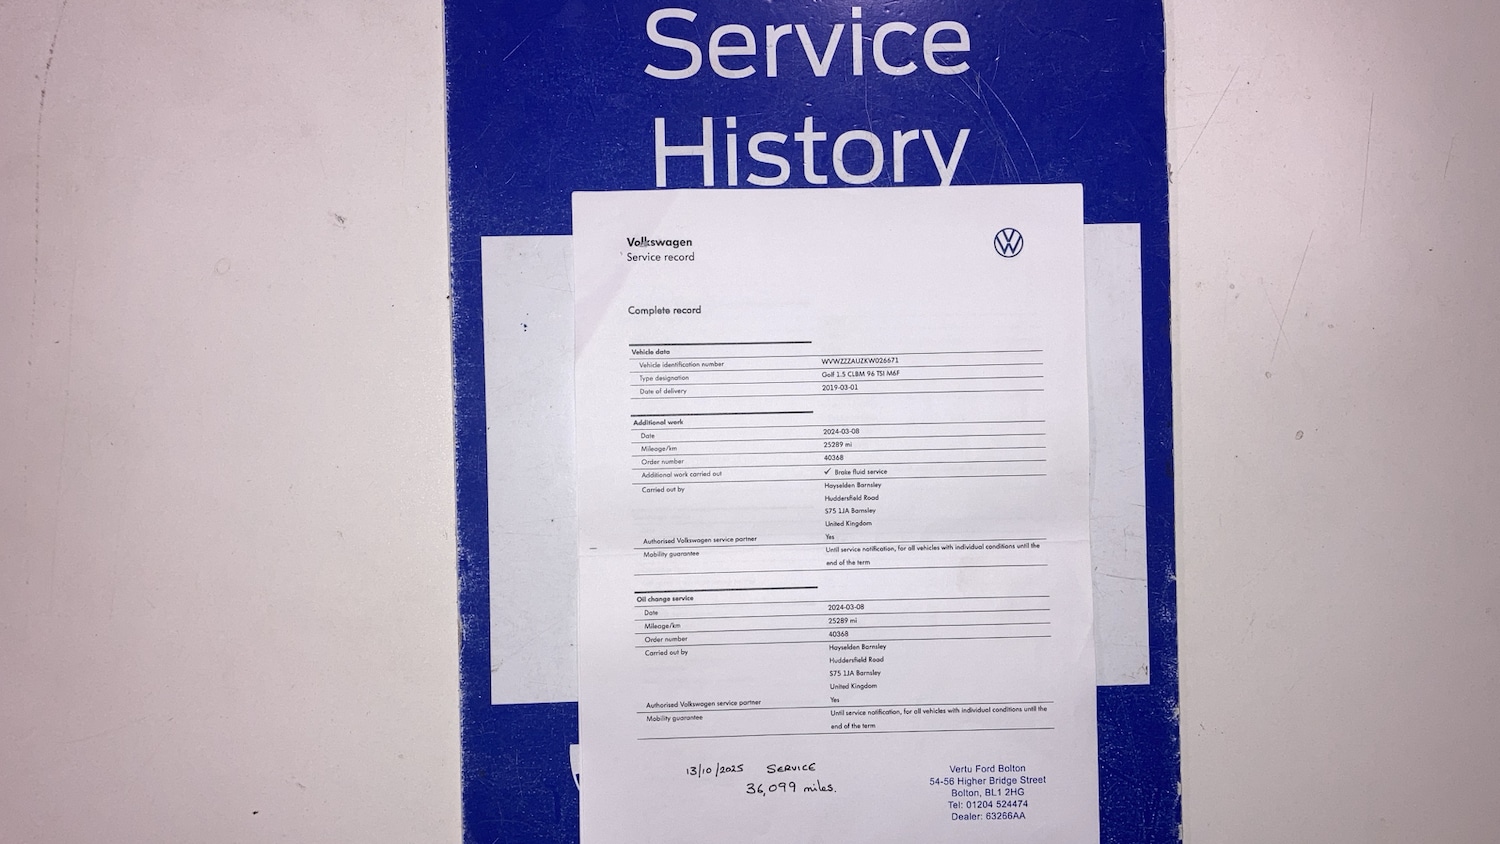 Service
History
Volkswagen
Service record
Complete record
Vehicle data
Vehicle identification number WVWZZZAUZKW026671
Type designation Golf 1.5 CLBM 96 TSI M6F
Date of delivery 2019-03-01
Additional work
Date 2024-03-08
Mileage/km 25289 mi
Order number 40368
Additional work carried out ✓ Brake fluid service
Carried out by Hayselden Barnsley
Huddersfield Road
S75 1JA Barnsley
United Kingdom
Authorised Volkswagen service partner Yes
Mobility guarantee Until service notification, for all vehicles with individual conditions until the
end of the term
Oil change service
Date 2024-03-08
Mileage/km 25289 mi
Order number 40368
Carried out by Hayselden Barnsley
Huddersfield Road
S75 1JA Barnsley
United Kingdom
Authorised Volkswagen service partner Yes
Mobility guarantee Until service notification, for all vehicles with individual conditions until the
end of the term
13/10/2025 SERVICE
36,099 miles.
Vertu Ford Bolton
54-56 Higher Bridge Street
Bolton, BL1 2HG
Tel: 01204 524474
Dealer: 63266AA